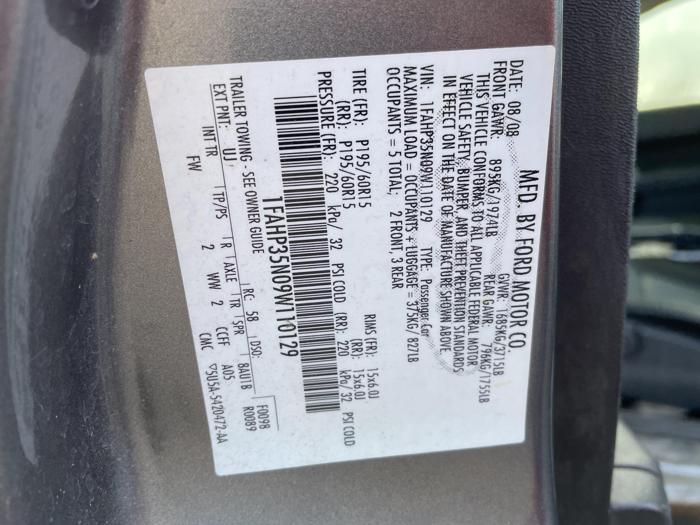 MFD. BY FORD MOTOR CO.
DATE: 08/08 GVWR: 1685KG/3715LB
FRONT GAWR: 895KG/1974LB REAR GAWR: 796KG/1755LB
THIS VEHICLE CONFORMS TO ALL APPLICABLE FEDERAL MOTOR
VEHICLE SAFETY, BUMPER, AND THEFT PREVENTION STANDARDS
IN EFFECT ON THE DATE OF MANUFACTURE SHOWN ABOVE.
VIN: 1FAHP35N09W110129 TYPE: Passenger Car
MAXIMUM LOAD = OCCUPANTS + LUGGAGE = 375KG/ 827LB
OCCUPANTS = 5 TOTAL, 2 FRONT, 3 REAR
TIRE (FR): P195/60R15 RIMS (FR): 15x6.0J
(RR): P195/60R15 (RR): 15x6.0J
PRESSURE (FR): 220 kPa/ 32 PSI COLD (RR): 220 kPa/ 32 PSI COLD
1FAHP35N09W110129
TRAILER TOWING - SEE OWNER GUIDE F0098
EXT PNT: UJ RC: 58 DSO: R0089
INT TR TP/PS R AXLE TR SPR 8AU1B
FW 2 WW 2 CCFF A05
CMC 5U5A-5420472-AA